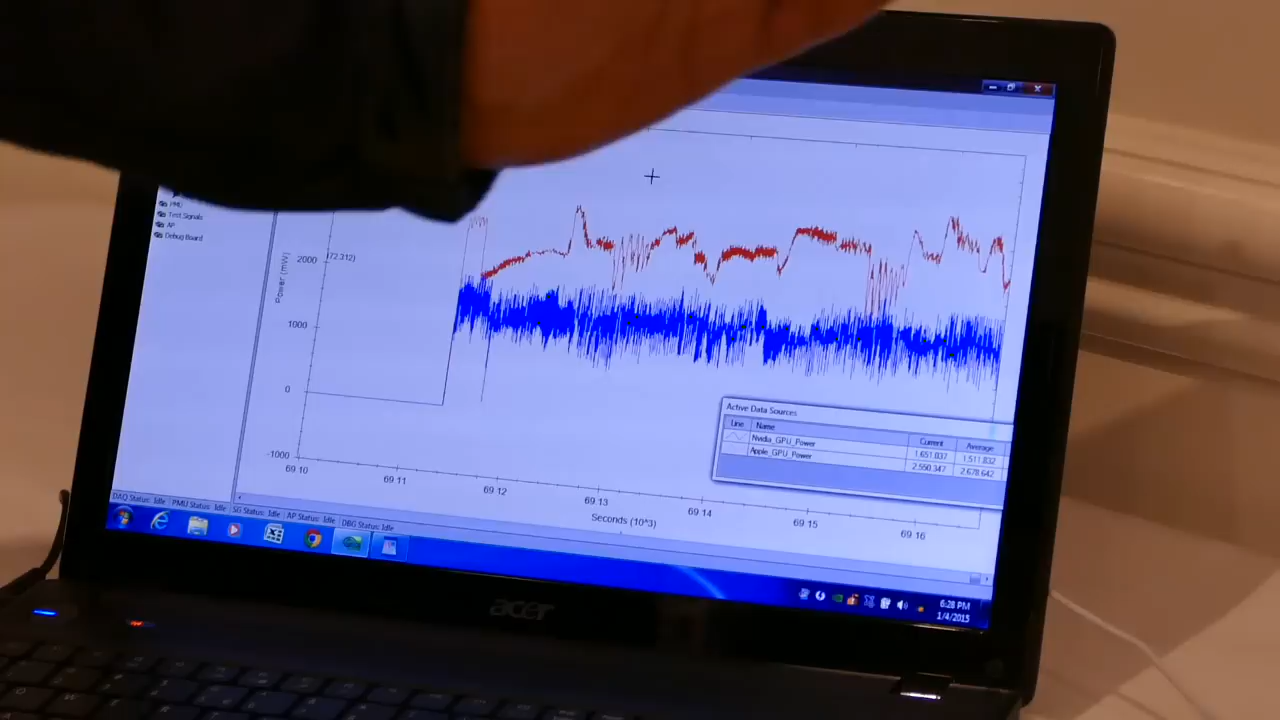 PMU
Test Signals
AP
Debug Board
Power (mW)
2000
1000
0
-1000
72.312)
69.10
69.11
69.12
69.13
69.14
69.15
69.16
Seconds (10^3)
Active Data Sources
Line Name Current Average
Nvidia_GPU_Power 1,651.037 1,511.832
Apple_GPU_Power 2,550.347 2,678.642
DAQ Status: Idle PMU Status: Idle SG Status: Idle AP Status: Idle DBG Status: Idle
6:28 PM
1/4/2015
acer